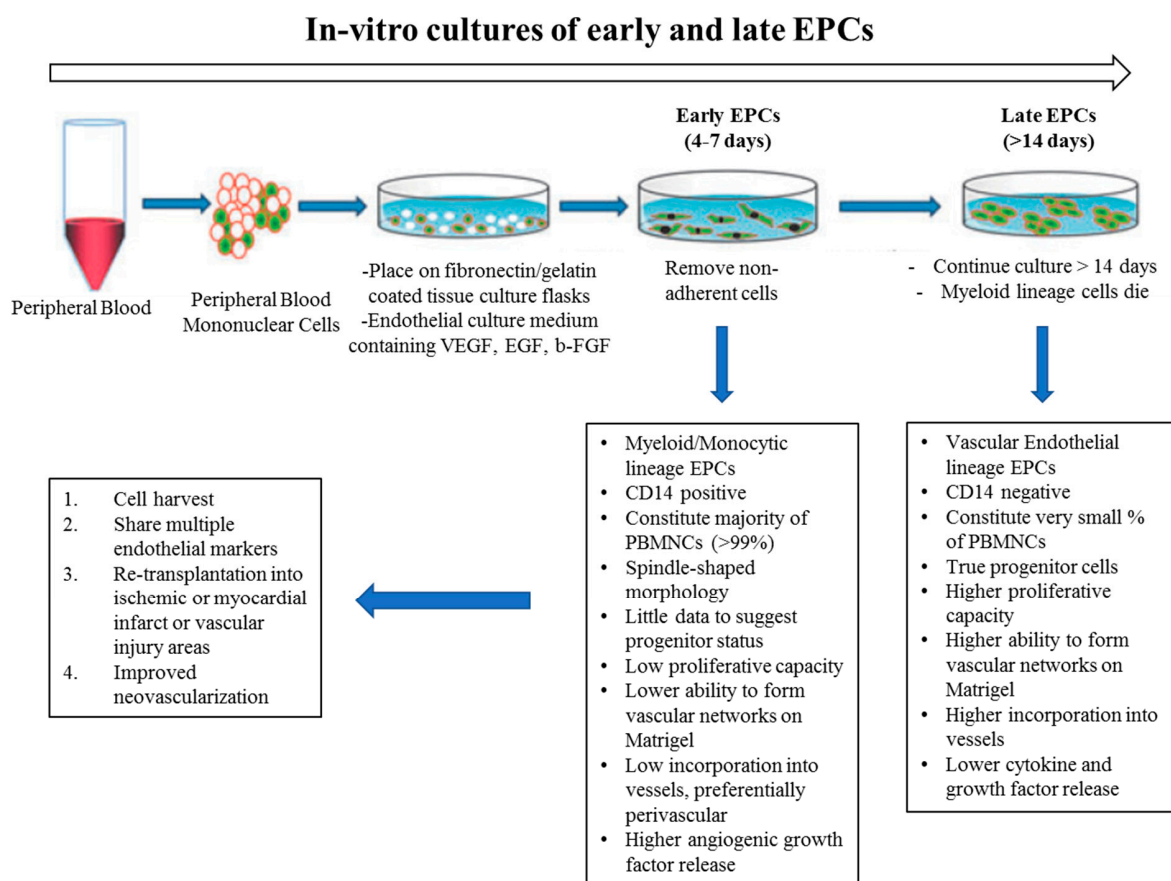 In-vitro cultures of early and late EPCs
Early EPCs
(4-7 days)
Late EPCs
(>14 days)
Peripheral Blood
Peripheral Blood
Mononuclear Cells
-Place on fibronectin/gelatin
coated tissue culture flasks
-Endothelial culture medium
containing VEGF, EGF, b-FGF
Remove non-
adherent cells
- Continue culture > 14 days
- Myeloid lineage cells die
1. Cell harvest
2. Share multiple
endothelial markers
3. Re-transplantation into
ischemic or myocardial
infarct or vascular
injury areas
4. Improved
neovascularization
• Myeloid/Monocytic
lineage EPCs
• CD14 positive
• Constitute majority of
PBMNCs (>99%)
• Spindle-shaped
morphology
• Little data to suggest
progenitor status
• Low proliferative capacity
• Lower ability to form
vascular networks on
Matrigel
• Low incorporation into
vessels, preferentially
perivascular
• Higher angiogenic growth
factor release
• Vascular Endothelial
lineage EPCs
• CD14 negative
• Constitute very small %
of PBMNCs
• True progenitor cells
• Higher proliferative
capacity
• Higher ability to form
vascular networks on
Matrigel
• Higher incorporation into
vessels
• Lower cytokine and
growth factor release